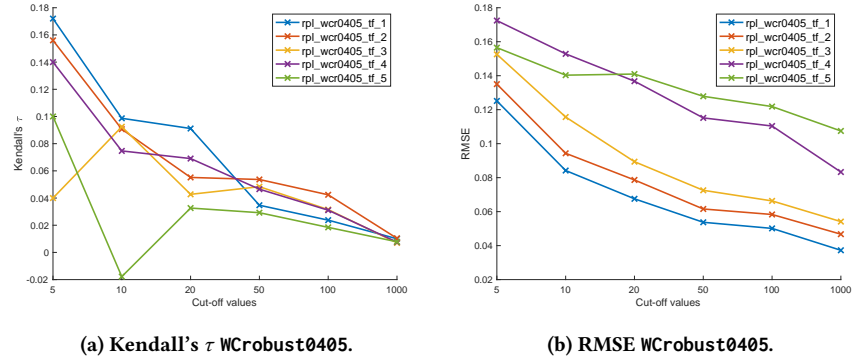 0.18
0.16
0.14
0.12
0.1
0.08
0.06
0.04
0.02
0
-0.02
Kendall's τ
5 10 20 50 100 1000
Cut-off values
rpl_wcr0405_tf_1
rpl_wcr0405_tf_2
rpl_wcr0405_tf_3
rpl_wcr0405_tf_4
rpl_wcr0405_tf_5
(a) Kendall's τ WCrobust0405.
0.18
0.16
0.14
0.12
0.1
0.08
0.06
0.04
0.02
RMSE
5 10 20 50 100 1000
Cut-off values
rpl_wcr0405_tf_1
rpl_wcr0405_tf_2
rpl_wcr0405_tf_3
rpl_wcr0405_tf_4
rpl_wcr0405_tf_5
(b) RMSE WCrobust0405.